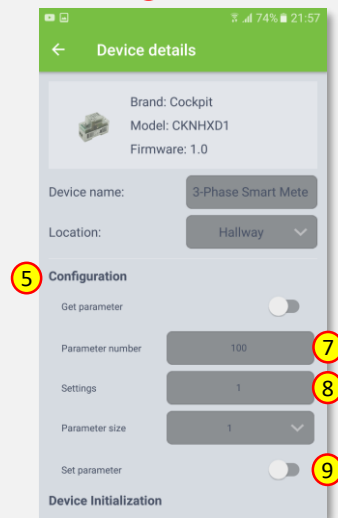 74% 21:57
Device details
Brand: Cockpit
Model: CKNHXD1
Firmware: 1.0
Device name: 3-Phase Smart Mete
Location: Hallway
5 Configuration
Get parameter
Parameter number 100 7
Settings 1 8
Parameter size 1
Set parameter 9
Device Initialization